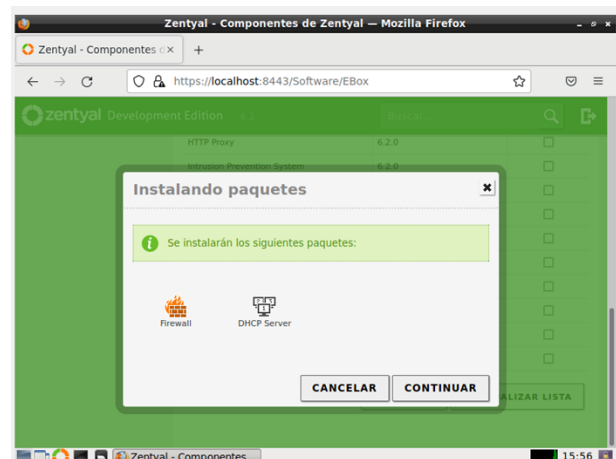 Zentyal - Componentes de Zentyal — Mozilla Firefox
Zentyal - Componentes d
https://localhost:8443/Software/EBox
zentyal Development Edition 6.2
Buscar...
HTTP Proxy 6.2.0
Intrusion Prevention System 6.2.0
Instalando paquetes
Se instalarán los siguientes paquetes:
Firewall
DHCP Server
CANCELAR
CONTINUAR
LISTA
Zentyal - Componentes...
15:56